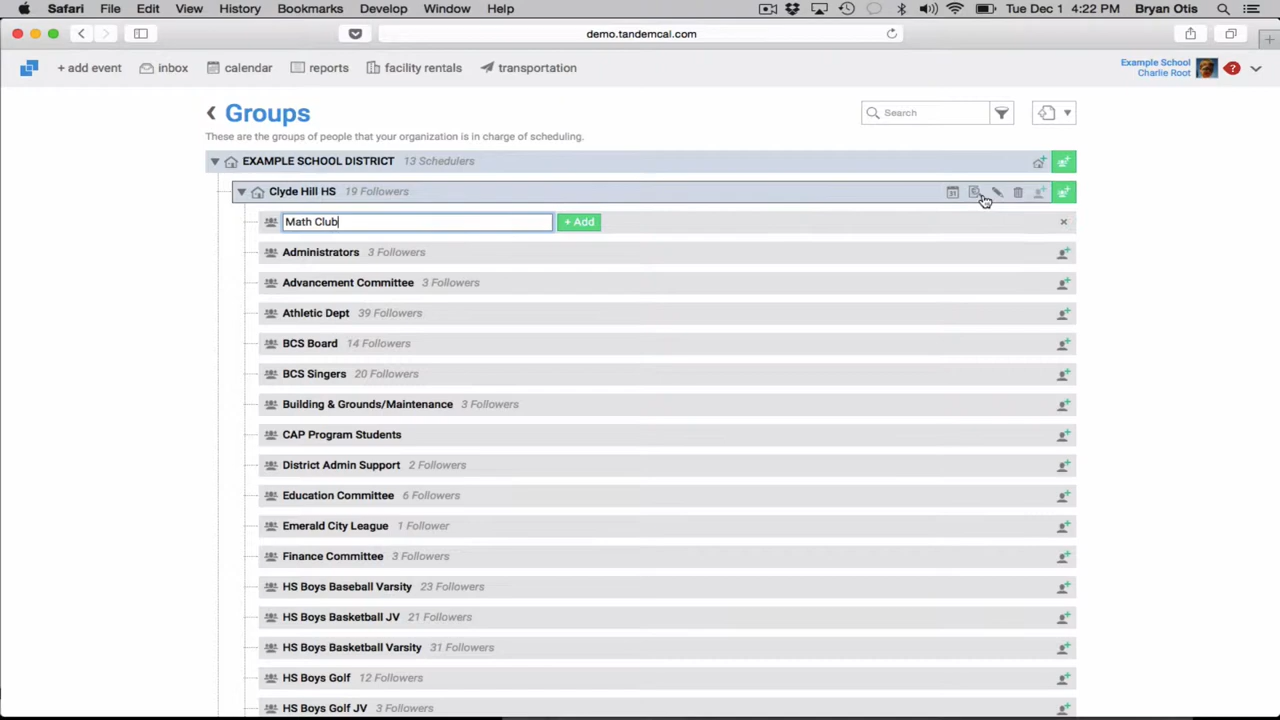 Safari File Edit View History Bookmarks Develop Window Help Tue Dec 1 4:22 PM Bryan Otis
demo.tandemcal.com
+ add event inbox calendar reports facility rentals transportation Example School
Charlie Root ?
Groups Search
These are the groups of people that your organization is in charge of scheduling.
EXAMPLE SCHOOL DISTRICT 13 Schedulers
Clyde Hill HS 19 Followers
Math Club + Add ×
Administrators 3 Followers
Advancement Committee 3 Followers
Athletic Dept 39 Followers
BCS Board 14 Followers
BCS Singers 20 Followers
Building & Grounds/Maintenance 3 Followers
CAP Program Students
District Admin Support 2 Followers
Education Committee 6 Followers
Emerald City League 1 Follower
Finance Committee 3 Followers
HS Boys Baseball Varsity 23 Followers
HS Boys Basketball JV 21 Followers
HS Boys Basketball Varsity 31 Followers
HS Boys Golf 12 Followers
HS Boys Golf JV 3 Followers